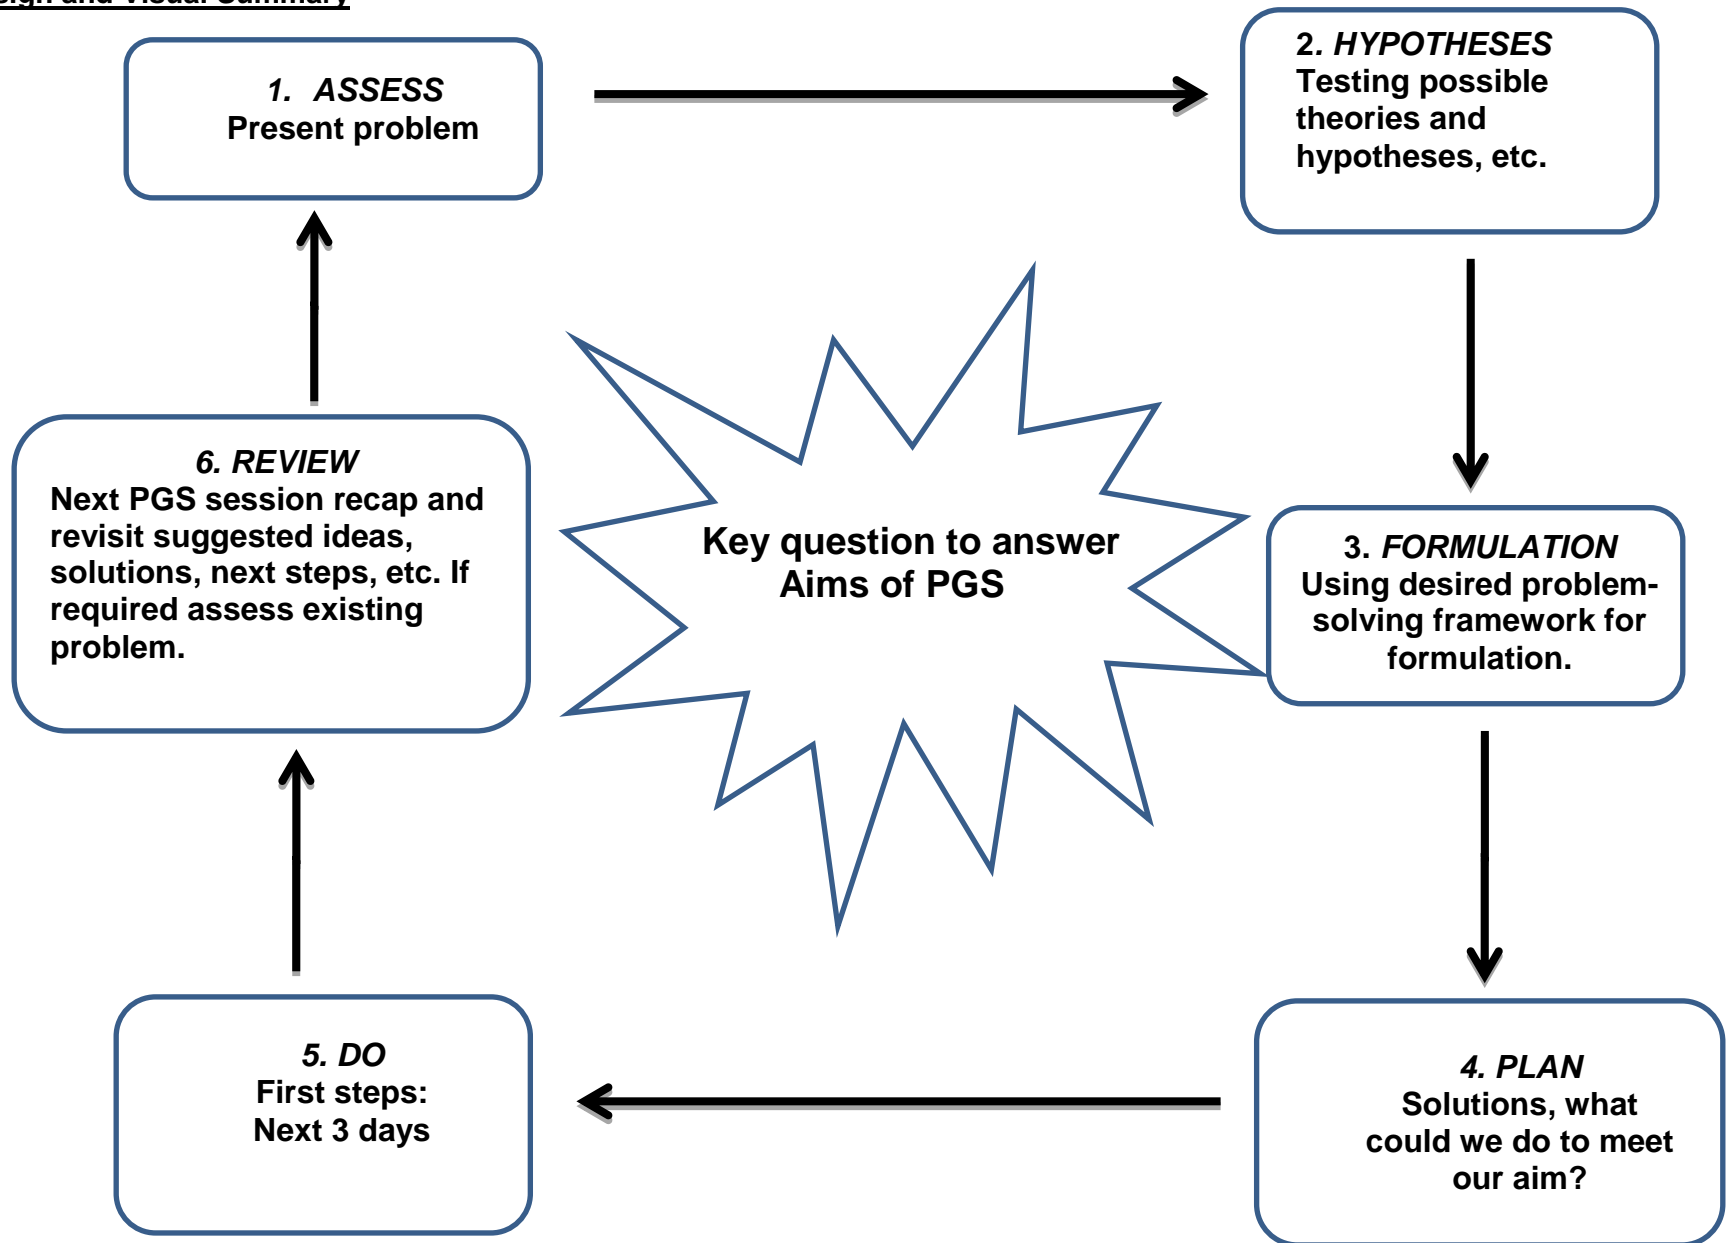 and Visual Summary
1. ASSESS
Present problem
2. HYPOTHESES
Testing possible
theories and
hypotheses, etc.
Key question to answer
Aims of PGS
3. FORMULATION
Using desired problem-
solving framework for
formulation.
4. PLAN
Solutions, what
could we do to meet
our aim?
5. DO
First steps:
Next 3 days
6. REVIEW
Next PGS session recap and
revisit suggested ideas,
solutions, next steps, etc. If
required assess existing
problem.